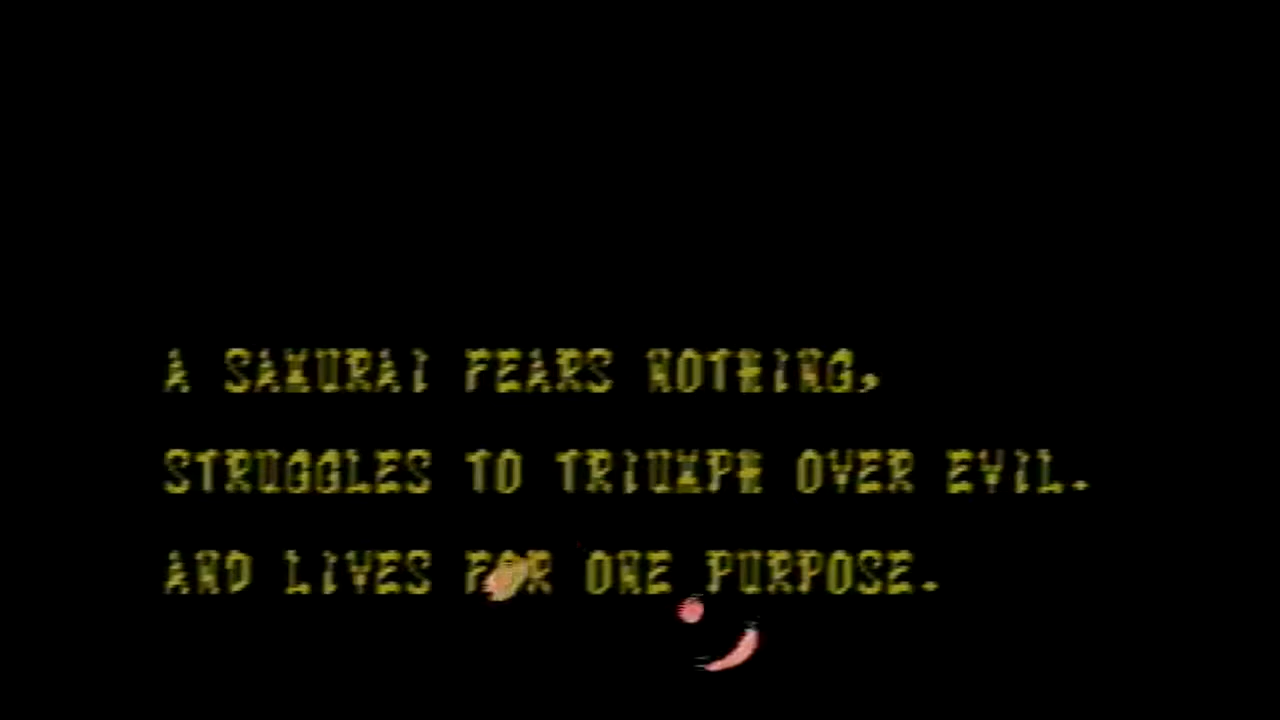 A SAMURAI FEARS NOTHING,
STRUGGLES TO TRIUMPH OVER EVIL.
AND LIVES FOR ONE PURPOSE.